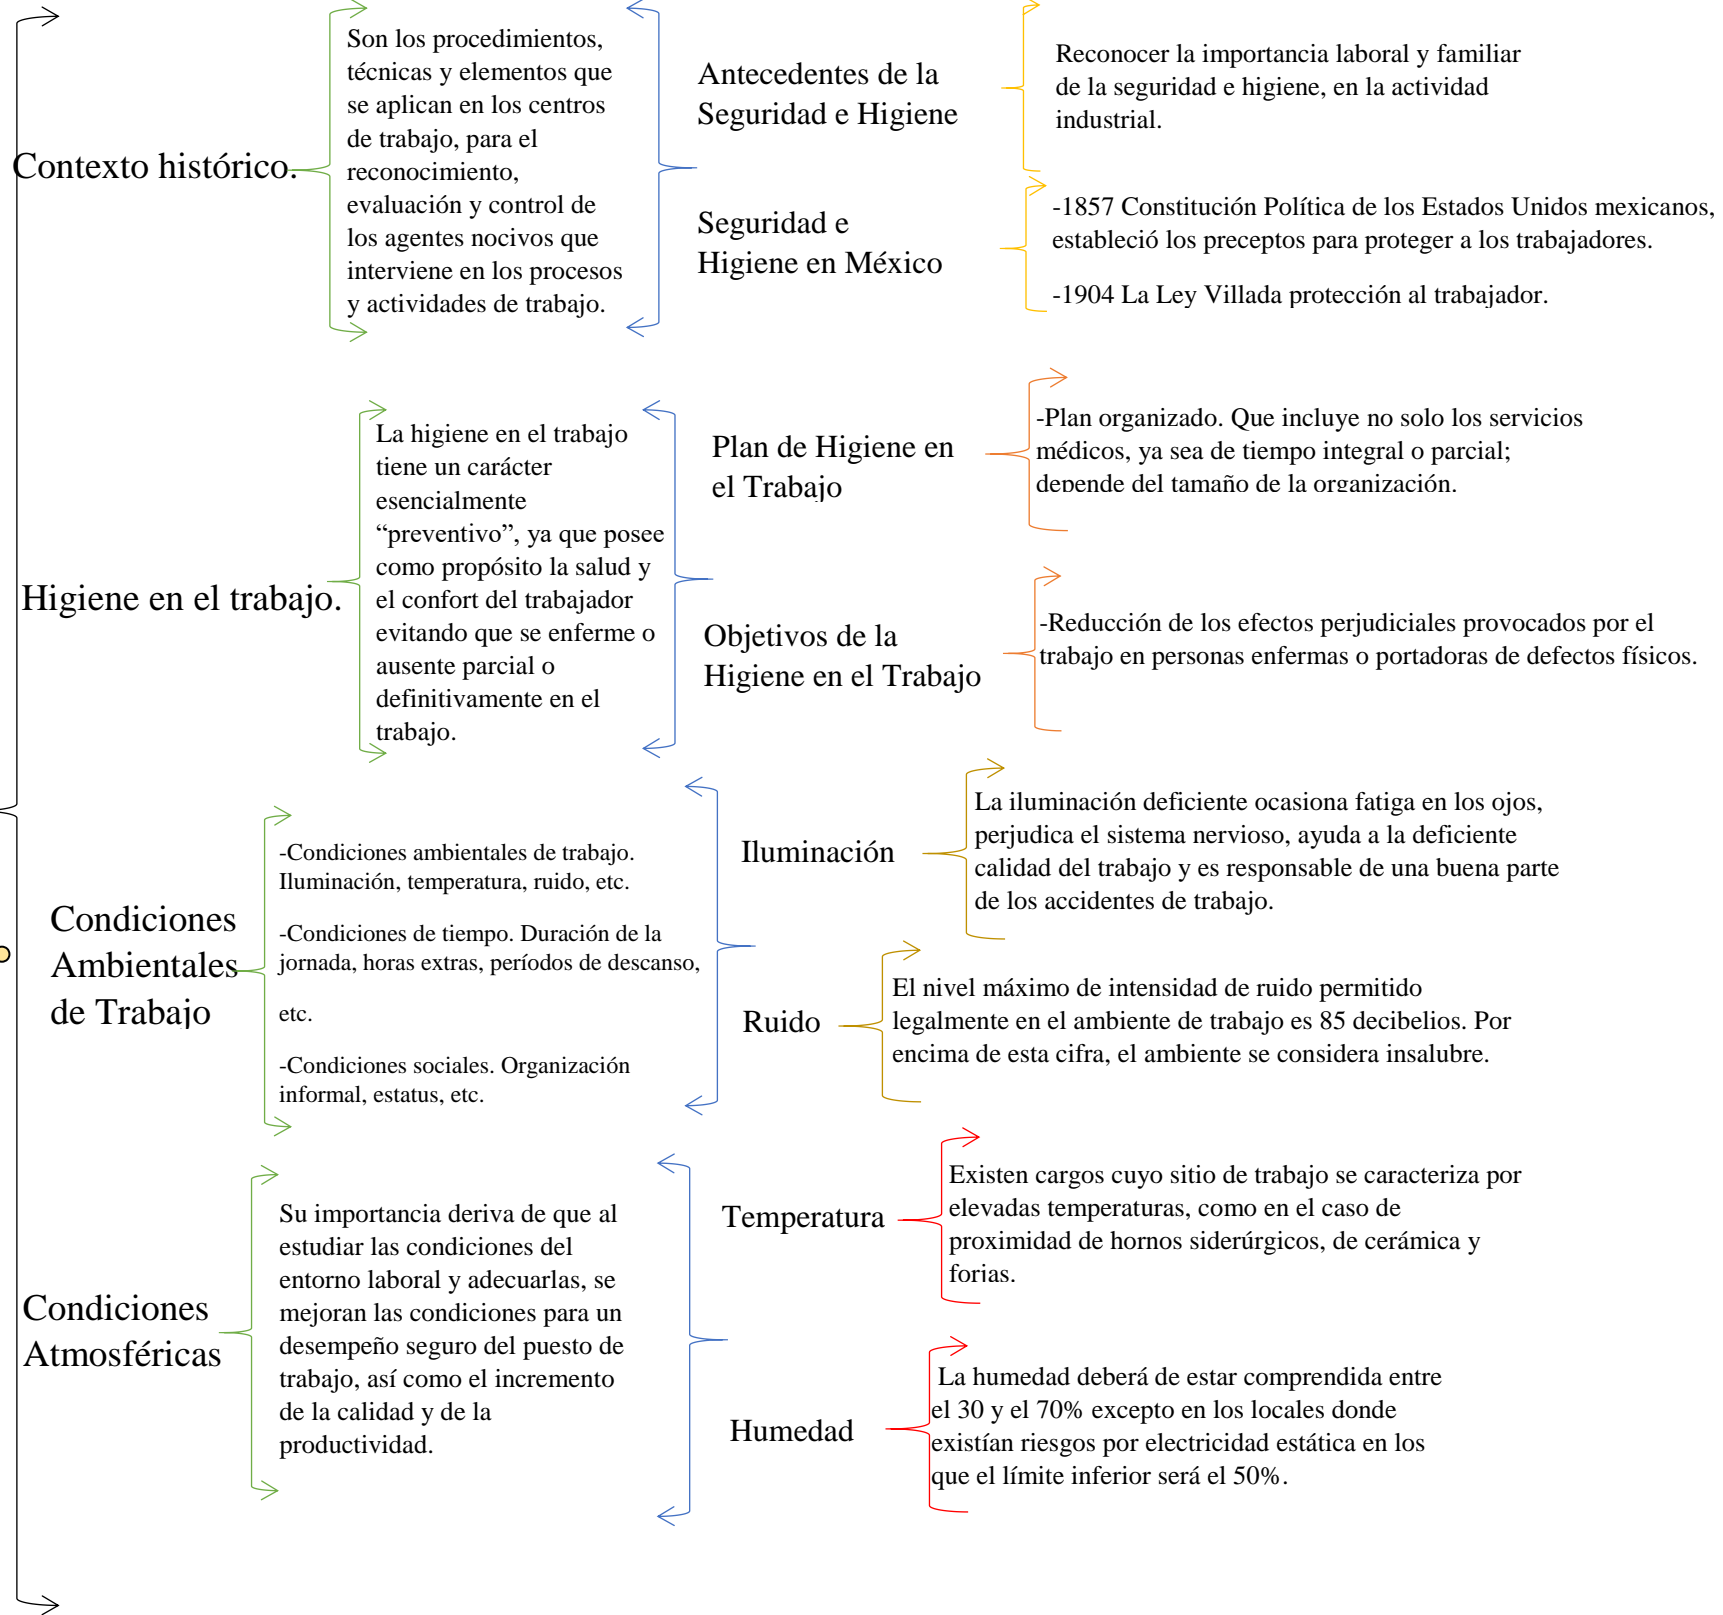 Contexto histórico.
Son los procedimientos,
técnicas y elementos que
se aplican en los centros
de trabajo, para el
reconocimiento,
evaluación y control de
los agentes nocivos que
interviene en los procesos
y actividades de trabajo.
Antecedentes de la
Seguridad e Higiene
Reconocer la importancia laboral y familiar
de la seguridad e higiene, en la actividad
industrial.
Seguridad e
Higiene en México
-1857 Constitución Política de los Estados Unidos mexicanos,
estableció los preceptos para proteger a los trabajadores.
-1904 La Ley Villada protección al trabajador.
Higiene en el trabajo.
La higiene en el trabajo
tiene un carácter
esencialmente
“preventivo”, ya que posee
como propósito la salud y
el confort del trabajador
evitando que se enferme o
ausente parcial o
definitivamente en el
trabajo.
Plan de Higiene en
el Trabajo
-Plan organizado. Que incluye no solo los servicios
médicos, ya sea de tiempo integral o parcial;
depende del tamaño de la organización.
Objetivos de la
Higiene en el Trabajo
-Reducción de los efectos perjudiciales provocados por el
trabajo en personas enfermas o portadoras de defectos físicos.
Condiciones
Ambientales
de Trabajo
-Condiciones ambientales de trabajo.
Iluminación, temperatura, ruido, etc.
-Condiciones de tiempo. Duración de la
jornada, horas extras, períodos de descanso,
etc.
-Condiciones sociales. Organización
informal, estatus, etc.
Iluminación
La iluminación deficiente ocasiona fatiga en los ojos,
perjudica el sistema nervioso, ayuda a la deficiente
calidad del trabajo y es responsable de una buena parte
de los accidentes de trabajo.
Ruido
El nivel máximo de intensidad de ruido permitido
legalmente en el ambiente de trabajo es 85 decibelios. Por
encima de esta cifra, el ambiente se considera insalubre.
Condiciones
Atmosféricas
Su importancia deriva de que al
estudiar las condiciones del
entorno laboral y adecuarlas, se
mejoran las condiciones para un
desempeño seguro del puesto de
trabajo, así como el incremento
de la calidad y de la
productividad.
Temperatura
Existen cargos cuyo sitio de trabajo se caracteriza por
elevadas temperaturas, como en el caso de
proximidad de hornos siderúrgicos, de cerámica y
forjas.
Humedad
La humedad deberá de estar comprendida entre
el 30 y el 70% excepto en los locales donde
existían riesgos por electricidad estática en los
que el límite inferior será el 50%.